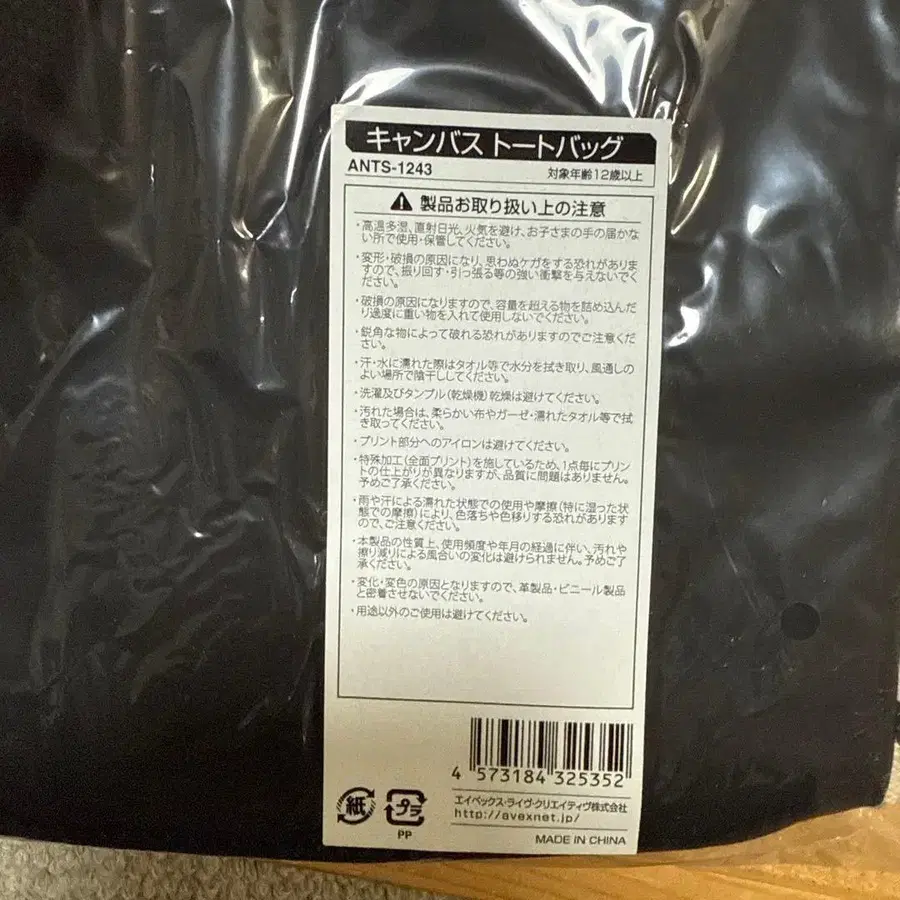 キャンバス トートバッグ
ANTS-1243 対象年齢12歳以上
製品お取り扱い上の注意
・高温多湿、直射日光、火気を避け、お子さまの手の届かな
い所で使用・保管してください。
・変形・破損の原因になり、思わぬケガをする恐れがありま
すので、振り回す・引っ張る等の強い衝撃を与えないでく
ださい。
・破損の原因になりますので、容量を超える物を詰め込んだ
り過度に重い物を入れて使用しないでください。
・鋭角な物によって破れる恐れがありますのでご注意くだ
さい。
・汗・水に濡れた際はタオル等で水分を拭き取り、風通しの
よい場所で陰干ししてください。
・洗濯及びタンブル(乾燥機)乾燥は避けてください。
・汚れた場合は、柔らかい布やガーゼ・濡れたタオル等で拭
き取ってください。
・プリント部分へのアイロンは避けてください。
・特殊加工(全面プリント)を施しているため、1点毎にプリン
トの仕上がりが異なりますが、品質に問題はありません。
予めご了承ください。
・雨や汗による濡れた状態での使用や摩擦(特に湿った状
態での摩擦)により、色落ちや色移りする恐れがあります
ので、ご注意ください。
・本製品の性質上、使用頻度や年月の経過に伴い、汚れや
擦り減りによる風合いの変化は避けられません。予めご了
承ください。
・変化・変色の原因となりますので、革製品・ビニール製品
と密着させないでください。
・用途以外のご使用は避けてください。
4 573184 325352
紙 プラ
PP
エイベックス・ライヴ・クリエイティヴ株式会社
http://avexnet.jp/
MADE IN CHINA